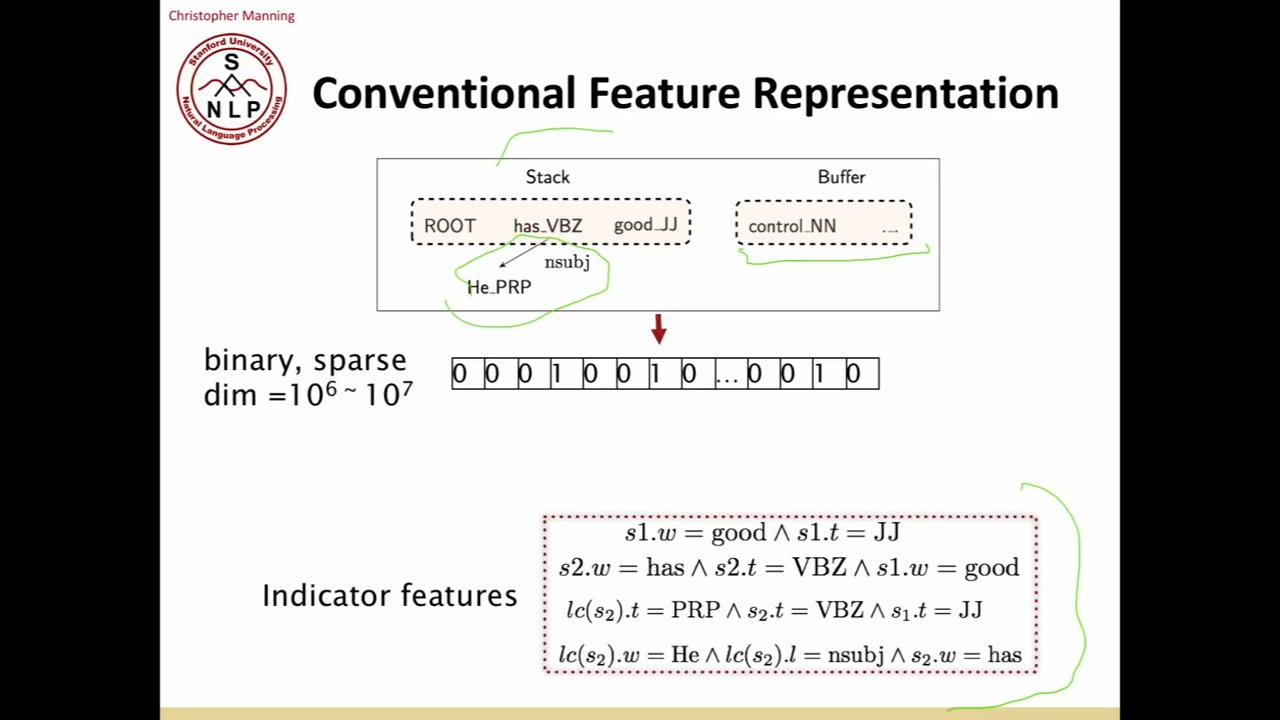 Christopher Manning
Stanford University
S
NLP
Natural Language Processing
Conventional Feature Representation
Stack Buffer
ROOT has_VBZ good_JJ control_NN ...
nsubj
He_PRP
binary, sparse
dim =10⁶ ~ 10⁷
0 0 0 1 0 0 1 0 ... 0 0 1 0
Indicator features
s1.w = good ∧ s1.t = JJ
s2.w = has ∧ s2.t = VBZ ∧ s1.w = good
lc(s₂).t = PRP ∧ s₂.t = VBZ ∧ s₁.t = JJ
lc(s₂).w = He ∧ lc(s₂).l = nsubj ∧ s₂.w = has